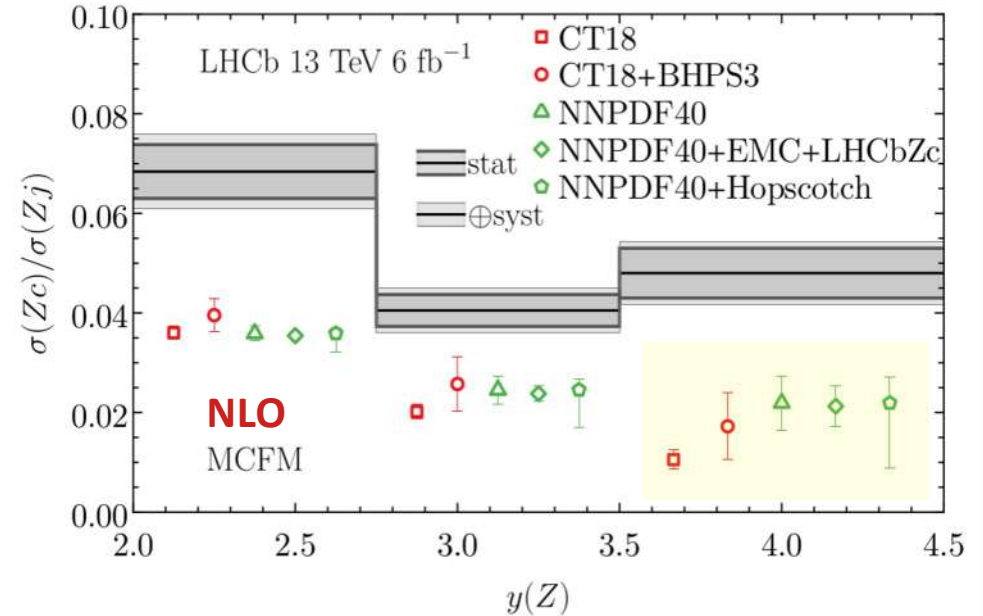 LHCb 13 TeV 6 fb⁻¹
CT18
CT18+BHPS3
NNPDF40
NNPDF40+EMC+LHCbZc
NNPDF40+Hopscotch
stat
⊕syst
NLO
MCFM
σ(Zc)/σ(Zj)
0.10
0.08
0.06
0.04
0.02
0.00
2.0 2.5 3.0 3.5 4.0 4.5
y(Z)